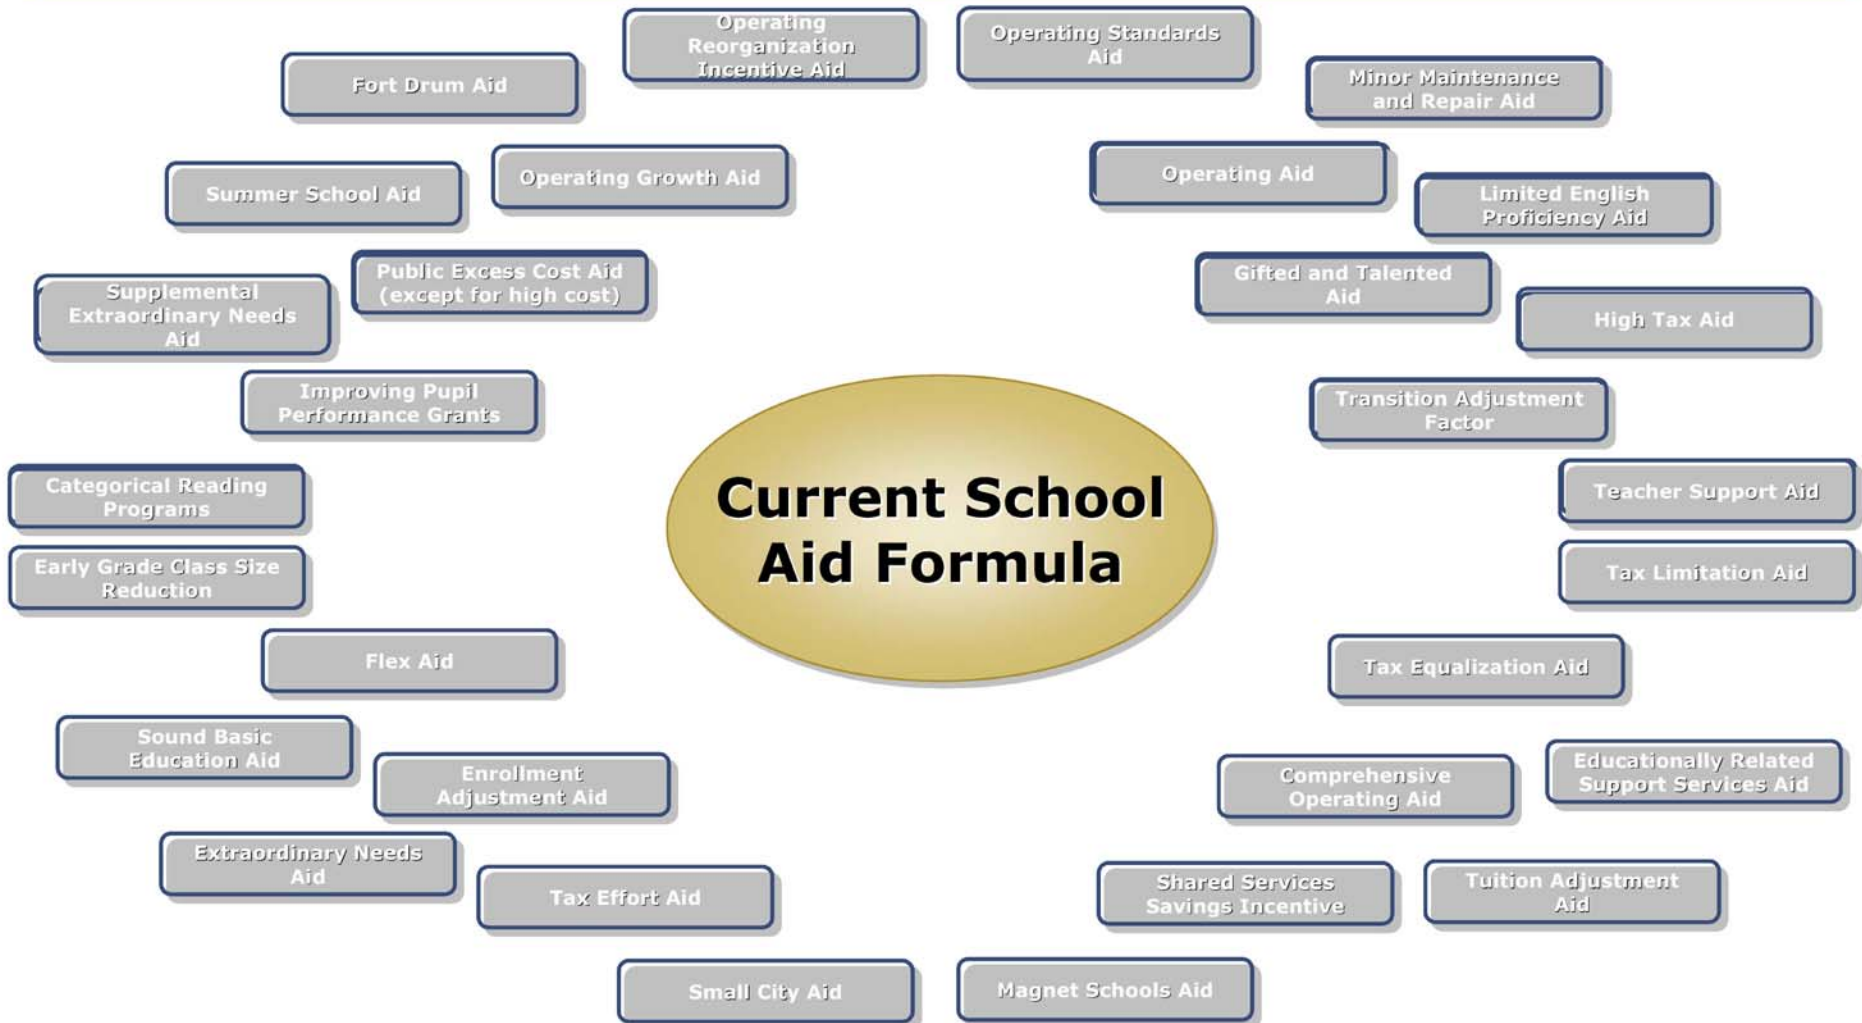 Operating
Reorganization
Incentive Aid
Operating Standards
Aid
Fort Drum Aid
Minor Maintenance
and Repair Aid
Summer School Aid
Operating Growth Aid
Operating Aid
Limited English
Proficiency Aid
Supplemental
Extraordinary Needs
Aid
Public Excess Cost Aid
(except for high cost)
Gifted and Talented
Aid
High Tax Aid
Improving Pupil
Performance Grants
Transition Adjustment
Factor
Categorical Reading
Programs
Current School
Aid Formula
Teacher Support Aid
Early Grade Class Size
Reduction
Tax Limitation Aid
Flex Aid
Tax Equalization Aid
Sound Basic
Education Aid
Enrollment
Adjustment Aid
Comprehensive
Operating Aid
Educationally Related
Support Services Aid
Extraordinary Needs
Aid
Tax Effort Aid
Shared Services
Savings Incentive
Tuition Adjustment
Aid
Small City Aid
Magnet Schools Aid